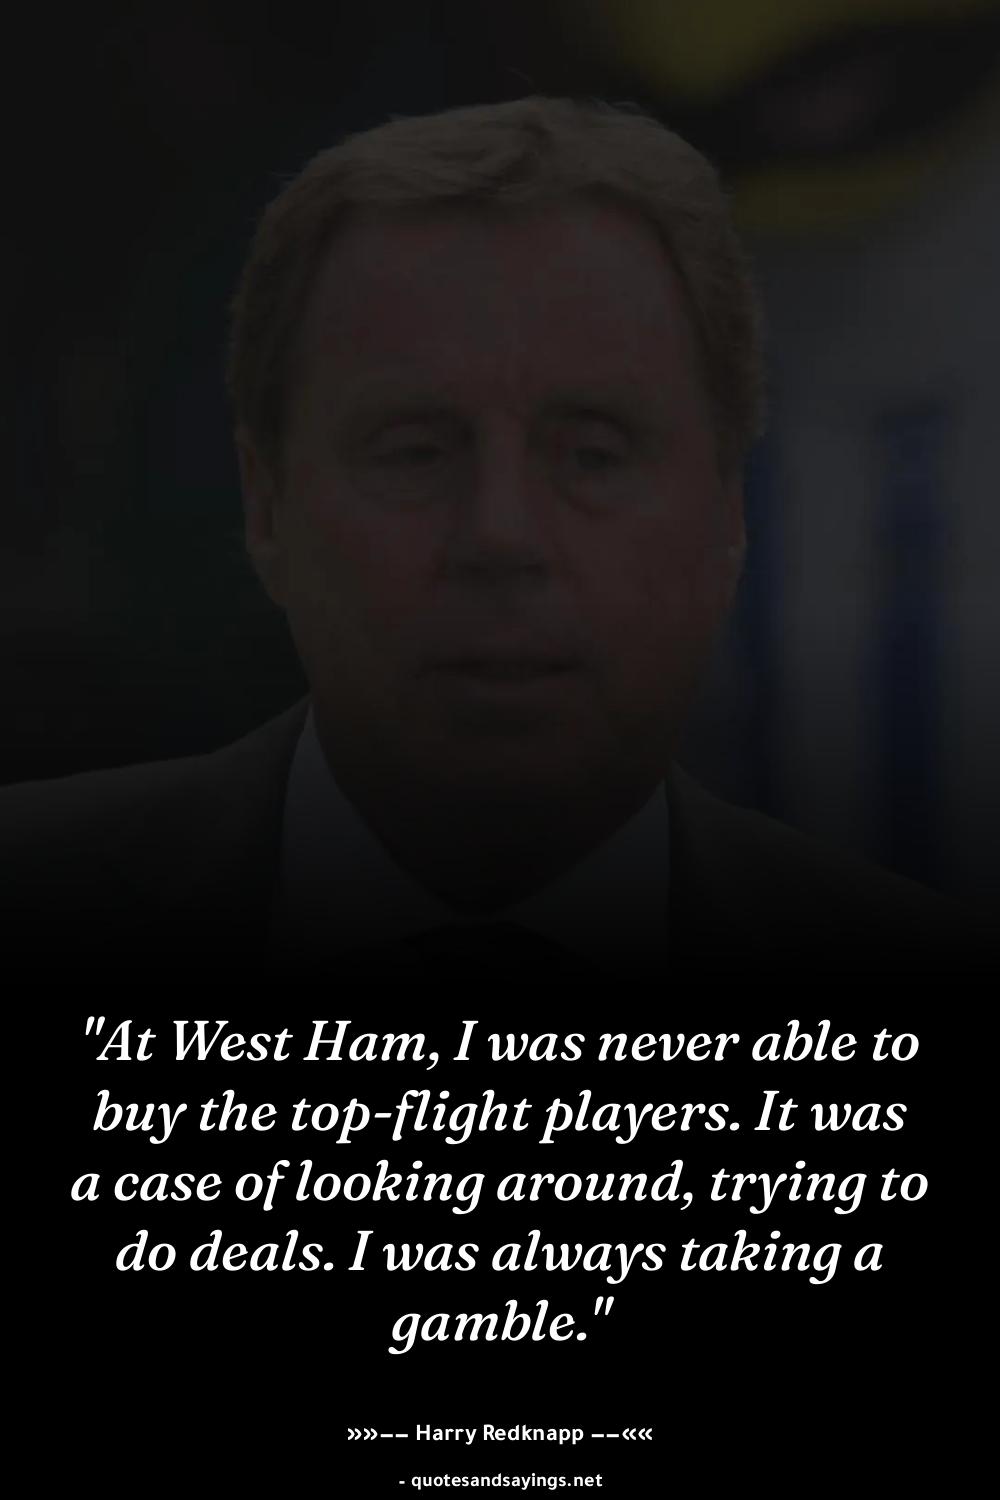 "At West Ham, I was never able to
buy the top-flight players. It was
a case of looking around, trying to
do deals. I was always taking a
gamble."
»»−− Harry Redknapp −−««
- quotesandsayings.net